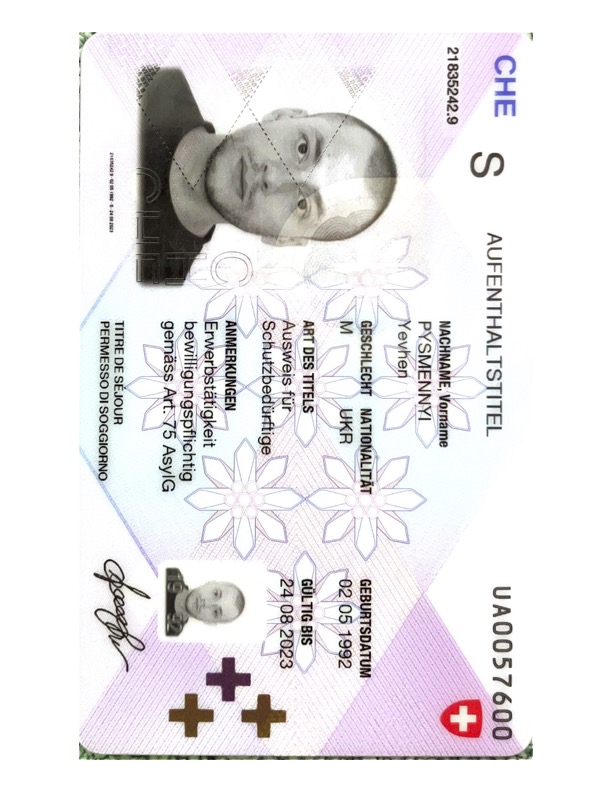 CHE
S
AUFENTHALTSTITEL
UA0057600
21835242.9
NACHNAME, Vorname
PYSMENNYI
Yevhen
GESCHLECHT NATIONALITÄT GEBURTSDATUM
M UKR 02 05 1992
ART DES TITELS GÜLTIG BIS
Ausweis für 24 08 2023
Schutzbedürftige
ANMERKUNGEN
Erwerbstätigkeit
bewilligungspflichtig
gemäss Art. 75 AsylG
TITRE DE SÉJOUR
PERMESSO DI SOGGIORNO
CHE